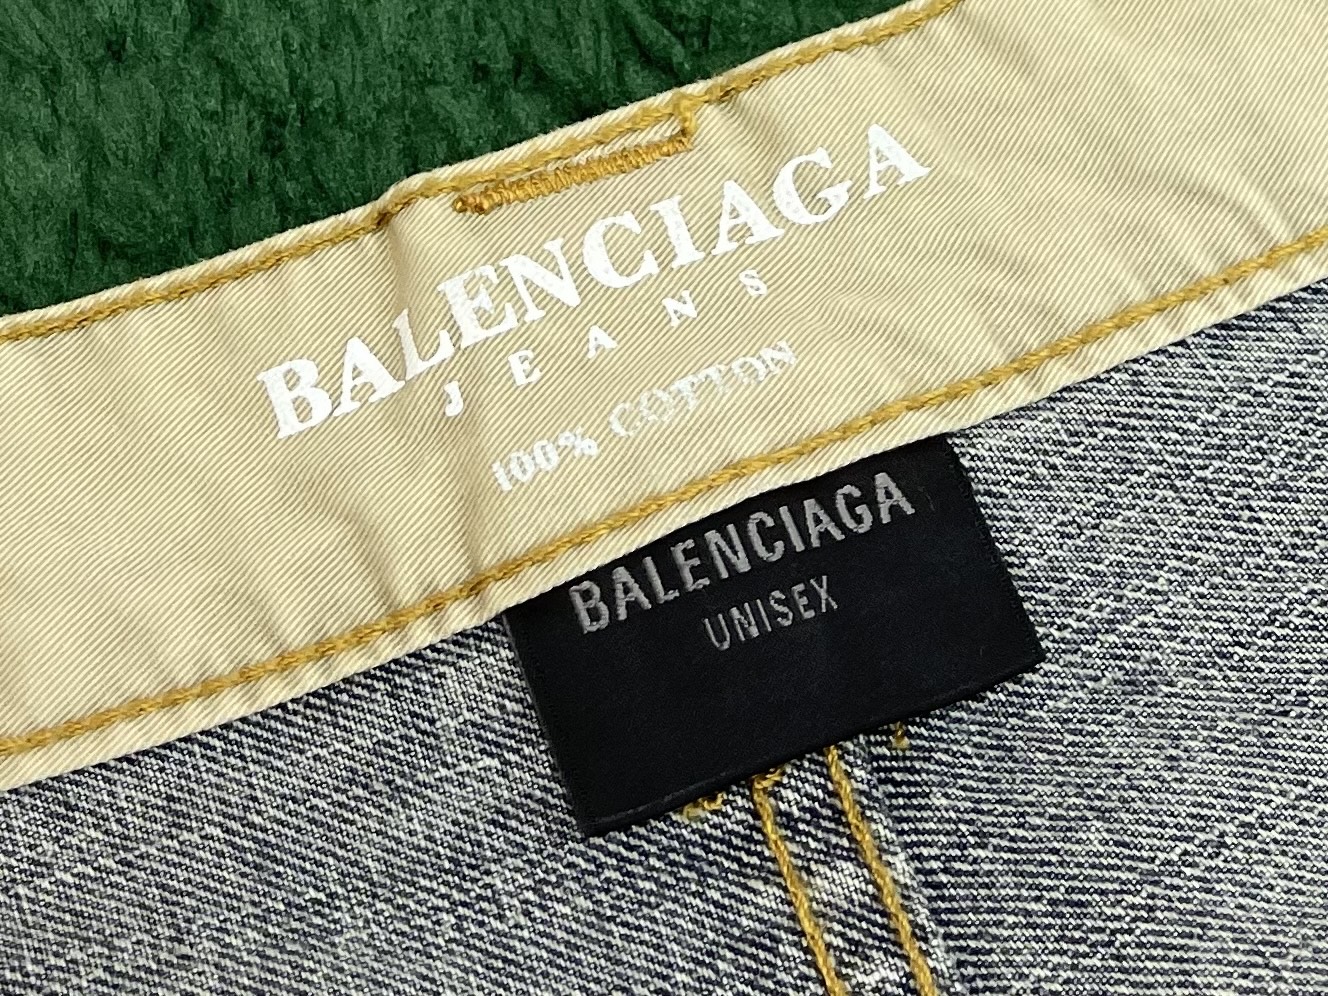 BALENCIAGA
JEANS
100% COTTON
BALENCIAGA
UNISEX